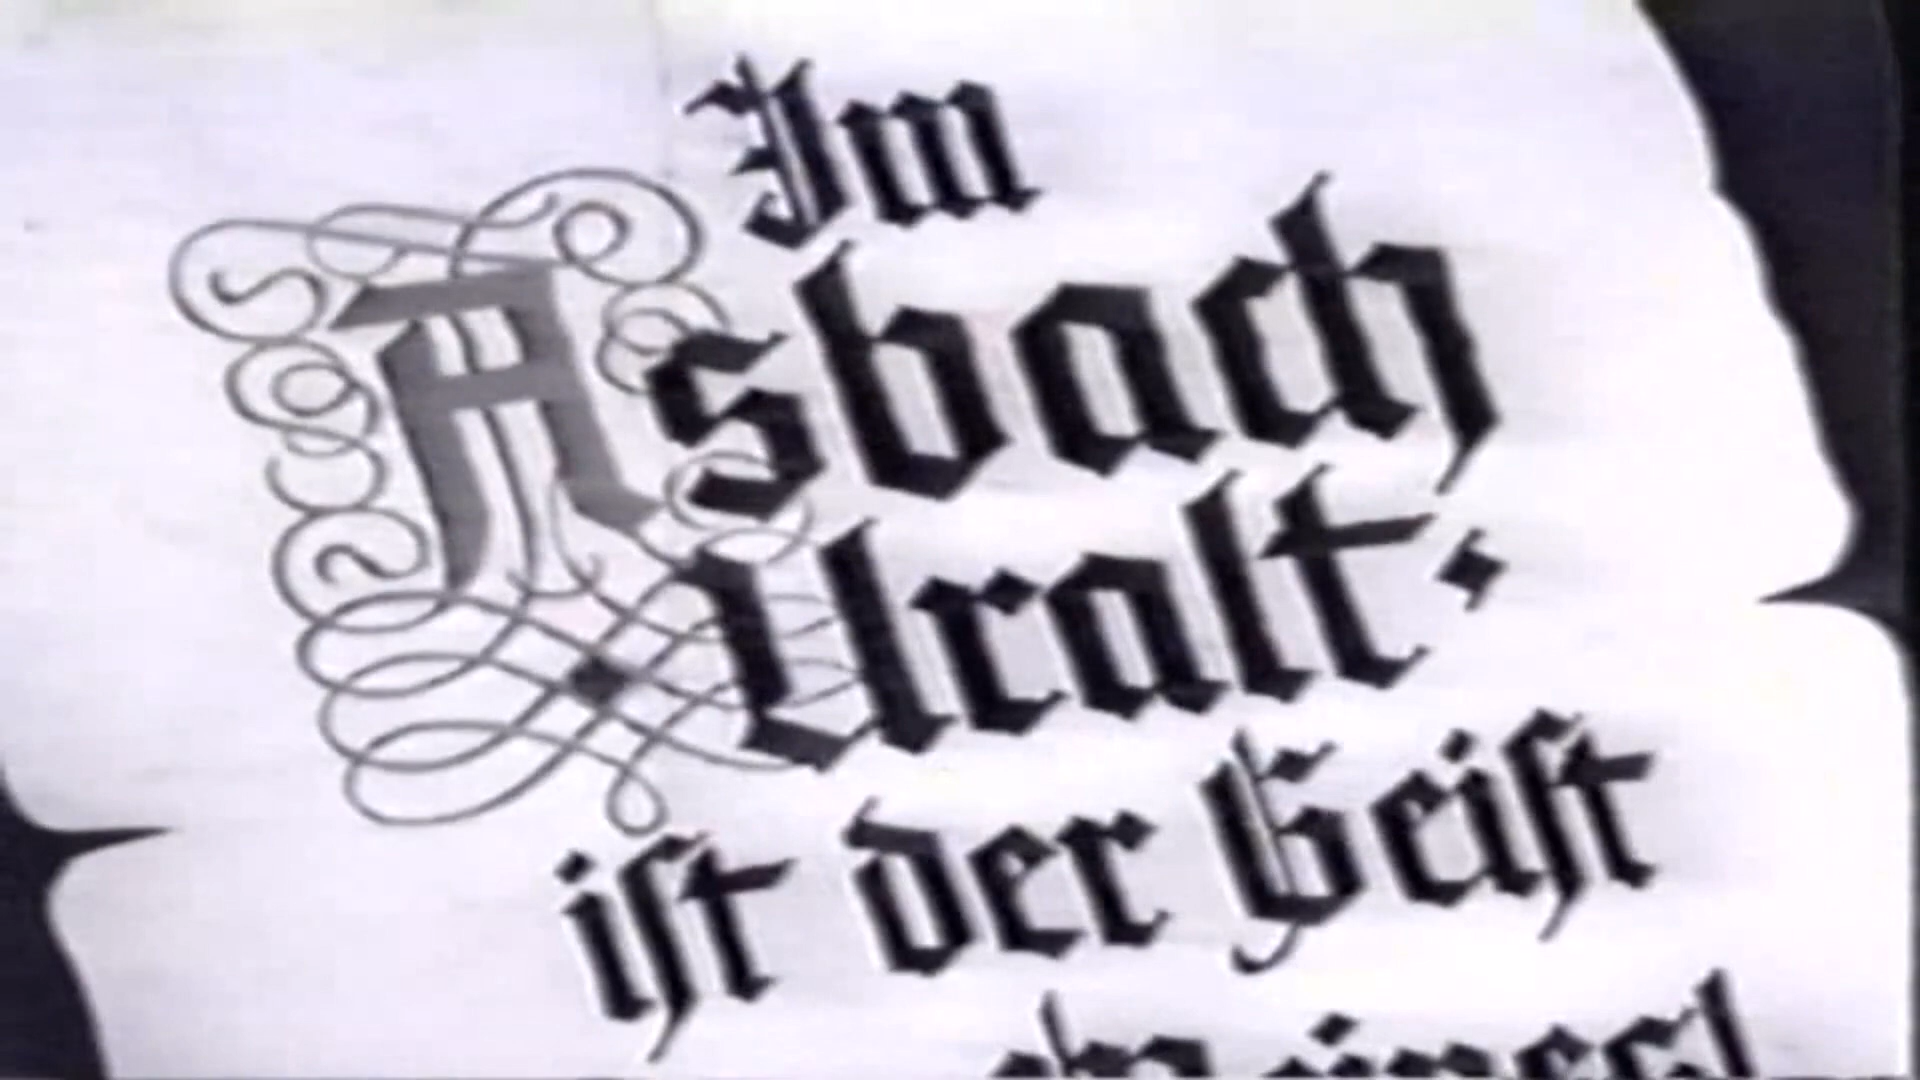 Im
Asbach
Uralt ·
iſt der Geiſt